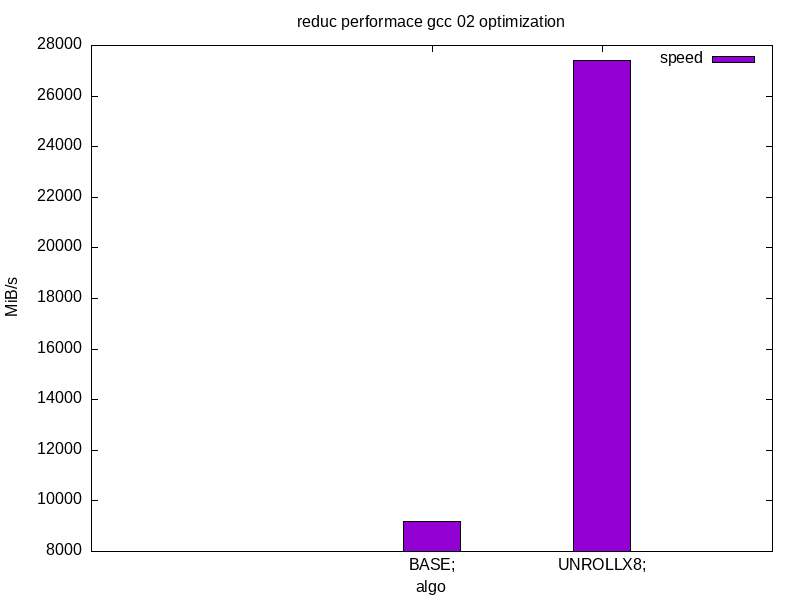 reduc performace gcc 02 optimization
speed
28000
26000
24000
22000
20000
18000
16000
14000
12000
10000
8000
MiB/s
BASE;
UNROLLX8;
algo